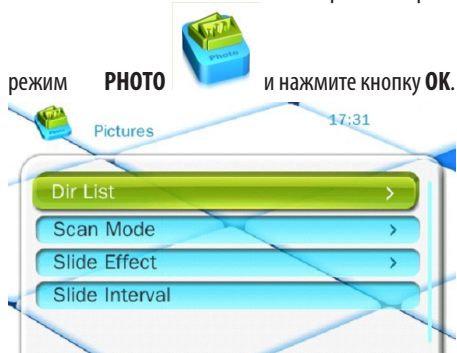 Photo
режим PHOTO и нажмите кнопку OK.
Pictures 17:31
Dir List >
Scan Mode >
Slide Effect >
Slide Interval